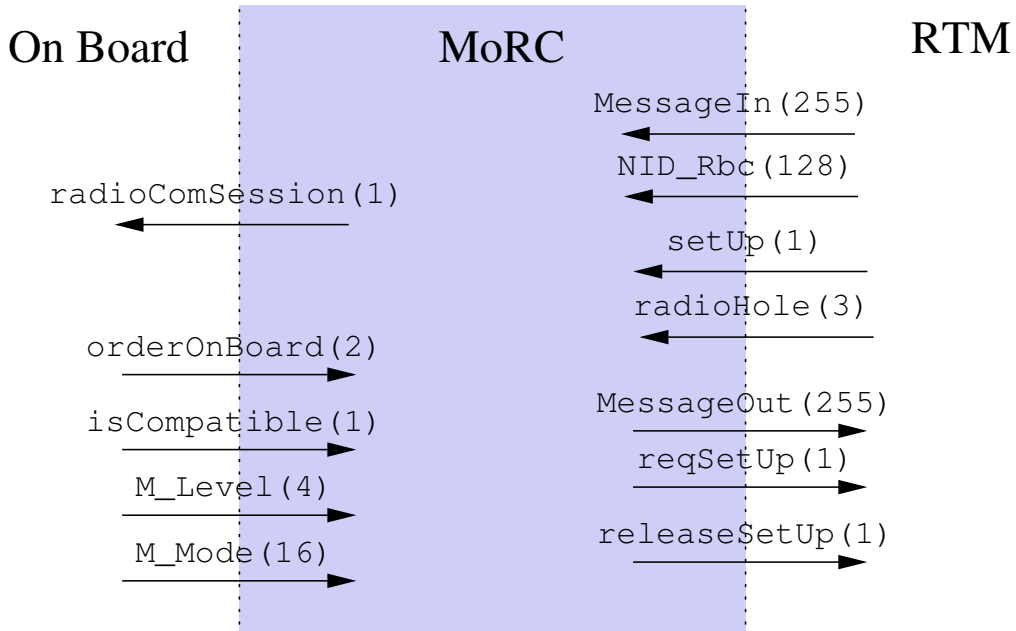 On Board
MoRC
RTM
MessageIn(255)
NID_Rbc(128)
radioComSession(1)
setUp(1)
radioHole(3)
orderOnBoard(2)
MessageOut(255)
isCompatible(1)
reqSetUp(1)
M_Level(4)
releaseSetUp(1)
M_Mode(16)